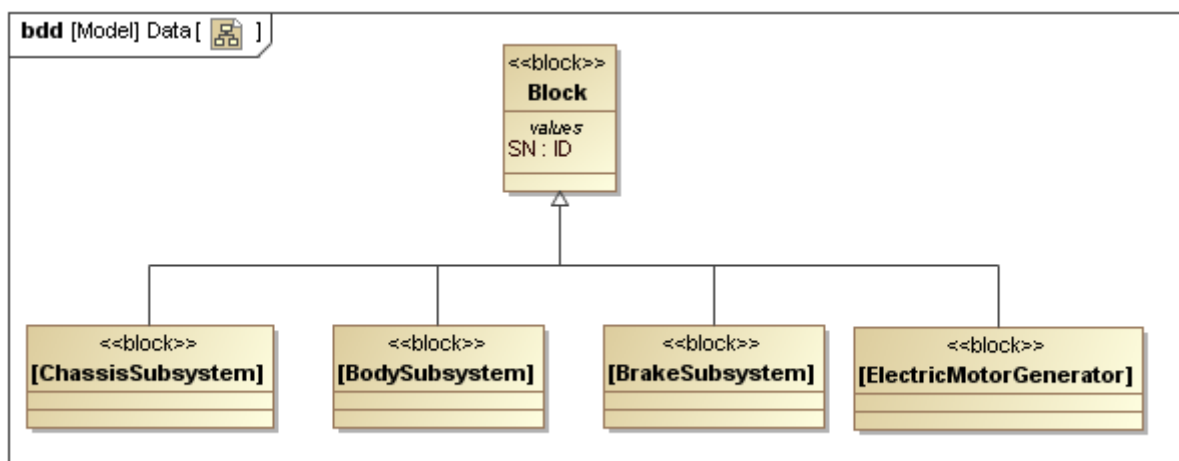 bdd [Model] Data [ ]
<<block>>
Block
values
SN : ID
<<block>>
[ChassisSubsystem]
<<block>>
[BodySubsystem]
<<block>>
[BrakeSubsystem]
<<block>>
[ElectricMotorGenerator]